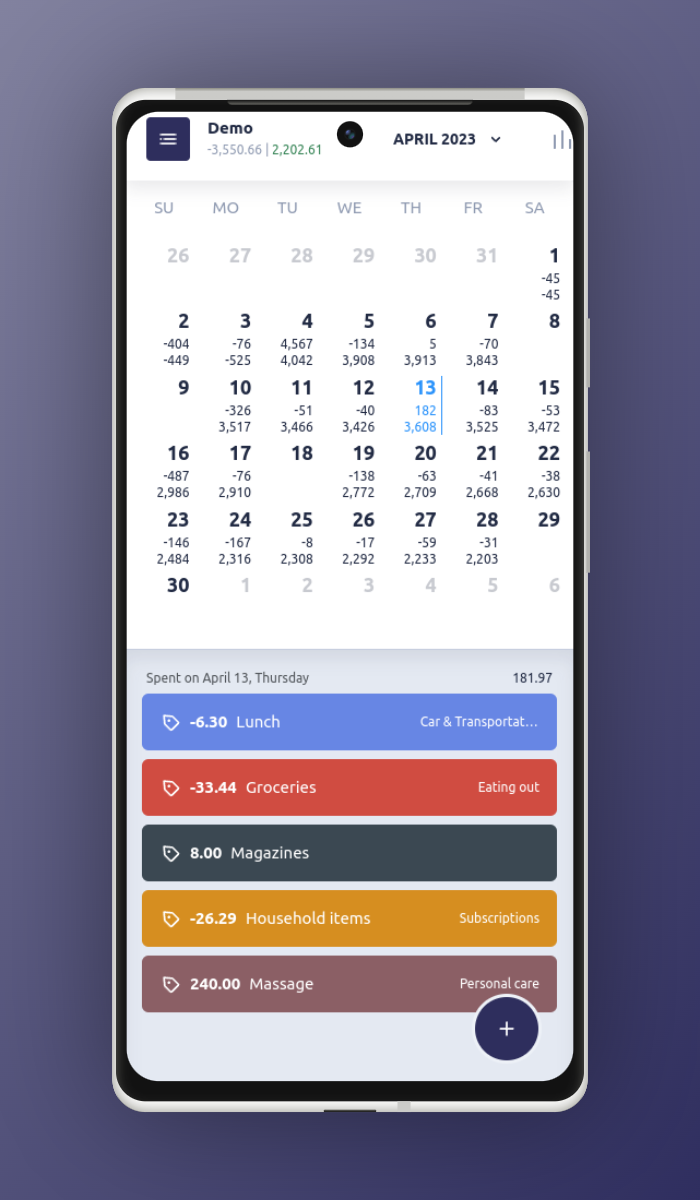 Demo
-3,550.66 | 2,202.61
APRIL 2023
SU MO TU WE TH FR SA
26 27 28 29 30 31 1
-45
-45
2 3 4 5 6 7 8
-404 -76 4,567 -134 5 -70
-449 -525 4,042 3,908 3,913 3,843
9 10 11 12 13 14 15
-326 -51 -40 182 -83 -53
3,517 3,466 3,426 3,608 3,525 3,472
16 17 18 19 20 21 22
-487 -76 -138 -63 -41 -38
2,986 2,910 2,772 2,709 2,668 2,630
23 24 25 26 27 28 29
-146 -167 -8 -17 -59 -31
2,484 2,316 2,308 2,292 2,233 2,203
30 1 2 3 4 5 6
Spent on April 13, Thursday 181.97
-6.30 Lunch Car & Transportat...
-33.44 Groceries Eating out
8.00 Magazines
-26.29 Household items Subscriptions
240.00 Massage Personal care
+